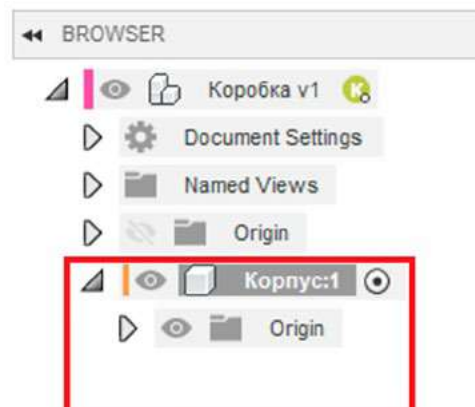 BROWSER
Коробка v1 K
Document Settings
Named Views
Origin
Корпус:1
Origin